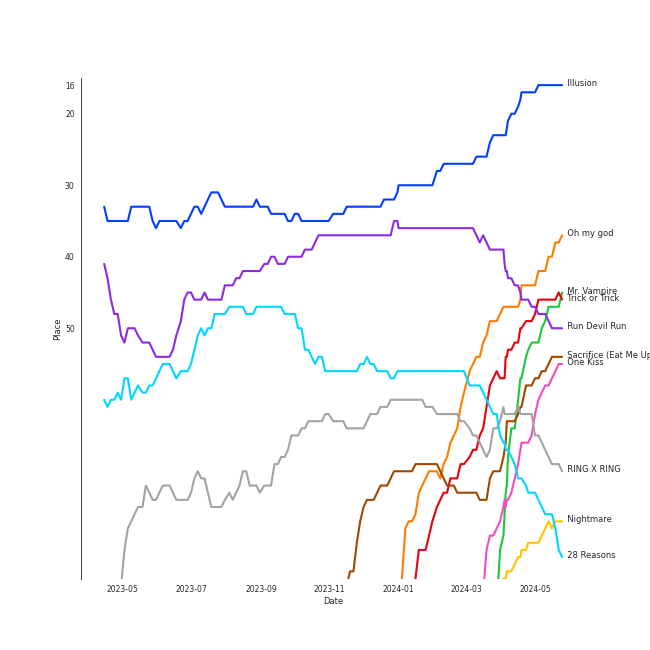 16
Illusion
20
30
Oh my god
40
Mr. Vampire
Trick or Trick
Run Devil Run
50
Sacrifice (Eat Me Up
One Kiss
RING X RING
Nightmare
28 Reasons
Place
2023-05
2023-07
2023-09
2023-11
2024-01
2024-03
2024-05
Date